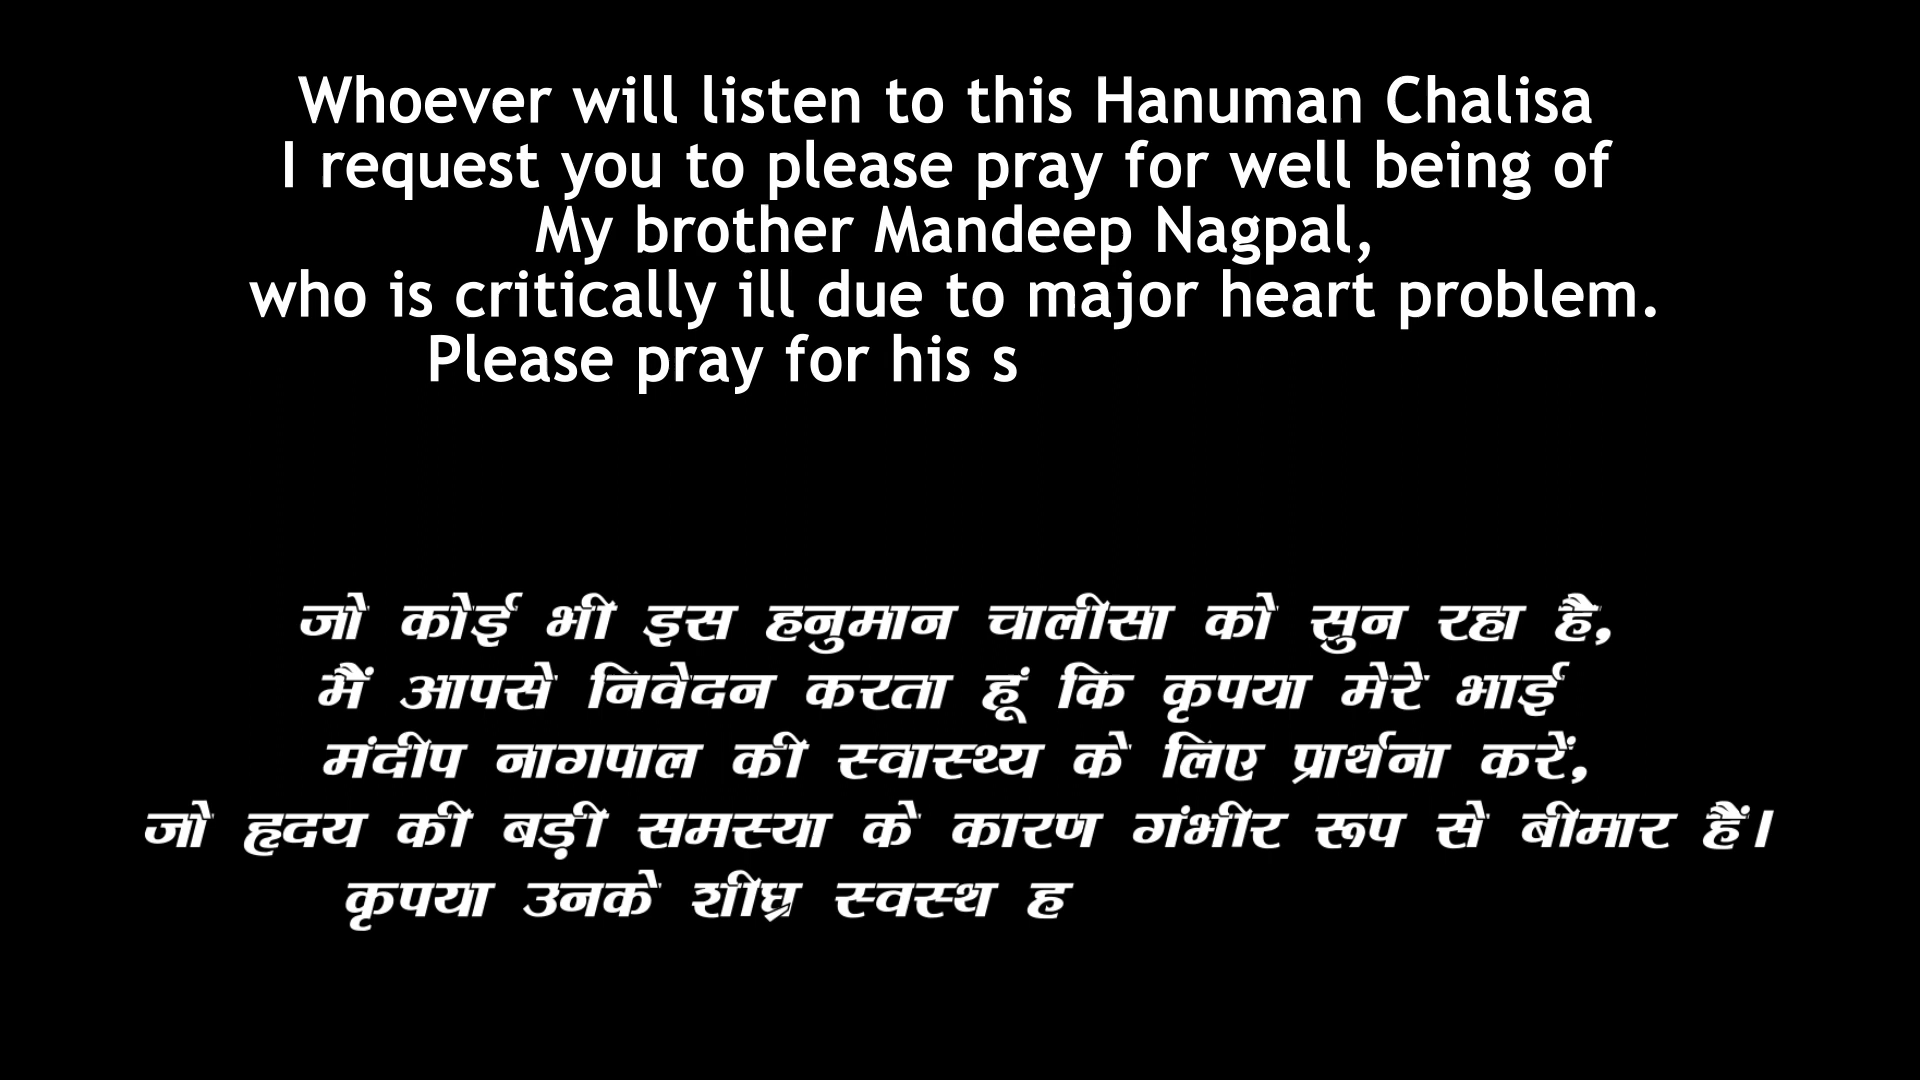 Whoever will listen to this Hanuman Chalisa
I request you to please pray for well being of
My brother Mandeep Nagpal,
who is critically ill due to major heart problem.
Please pray for his s
जो कोई भी इस हनुमान चालीसा को सुन रहा है,
मैं आपसे निवेदन करता हूं कि कृपया मेरे भाई
मंदीप नागपाल की स्वास्थ्य के लिए प्रार्थना करें,
जो हृदय की बड़ी समस्या के कारण गंभीर रूप से बीमार हैं।
कृपया उनके शीघ्र स्वस्थ ह